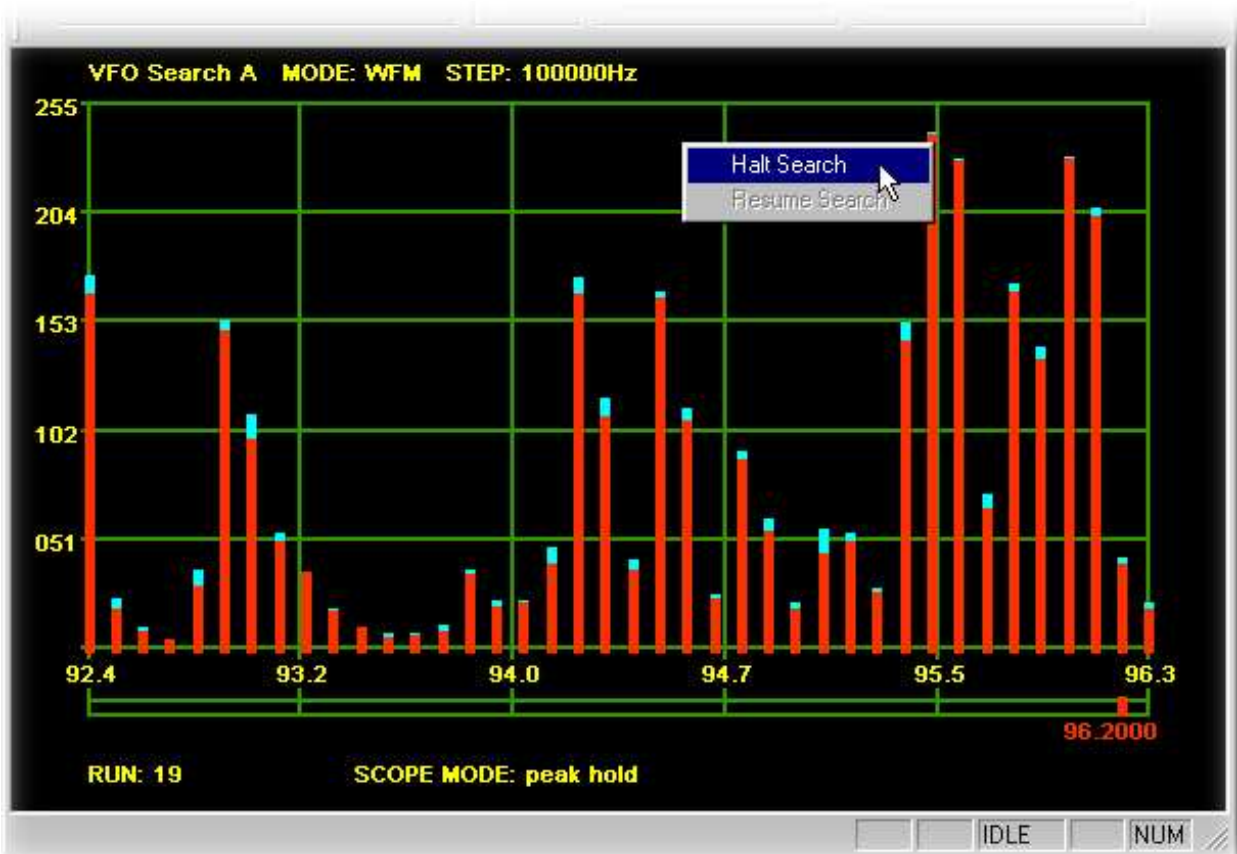 VFO Search A MODE: WFM STEP: 100000Hz
255
Halt Search
Resume Search
204
153
102
051
92.4 93.2 94.0 94.7 95.5 96.3
96.2000
RUN: 19 SCOPE MODE: peak hold
IDLE NUM